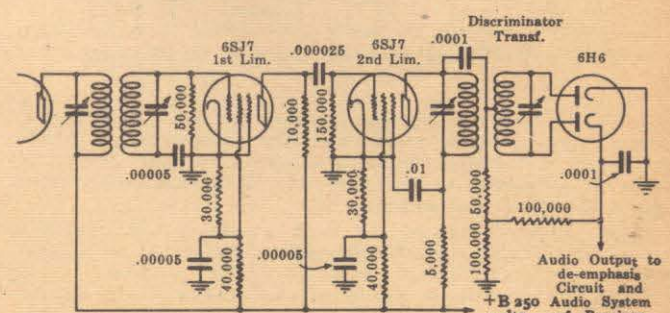 Discriminator
Transf.
6SJ7
1st Lim.
.000025
6SJ7
2nd Lim.
.0001
6H6
50,000
10,000
150,000
.00005
30,000
.01
30,000
50,000
.0001
100,000
.00005
40,000
.00005
40,000
5,000
100,000
Audio Output to
de-emphasis
Circuit and
Audio System
+B 250